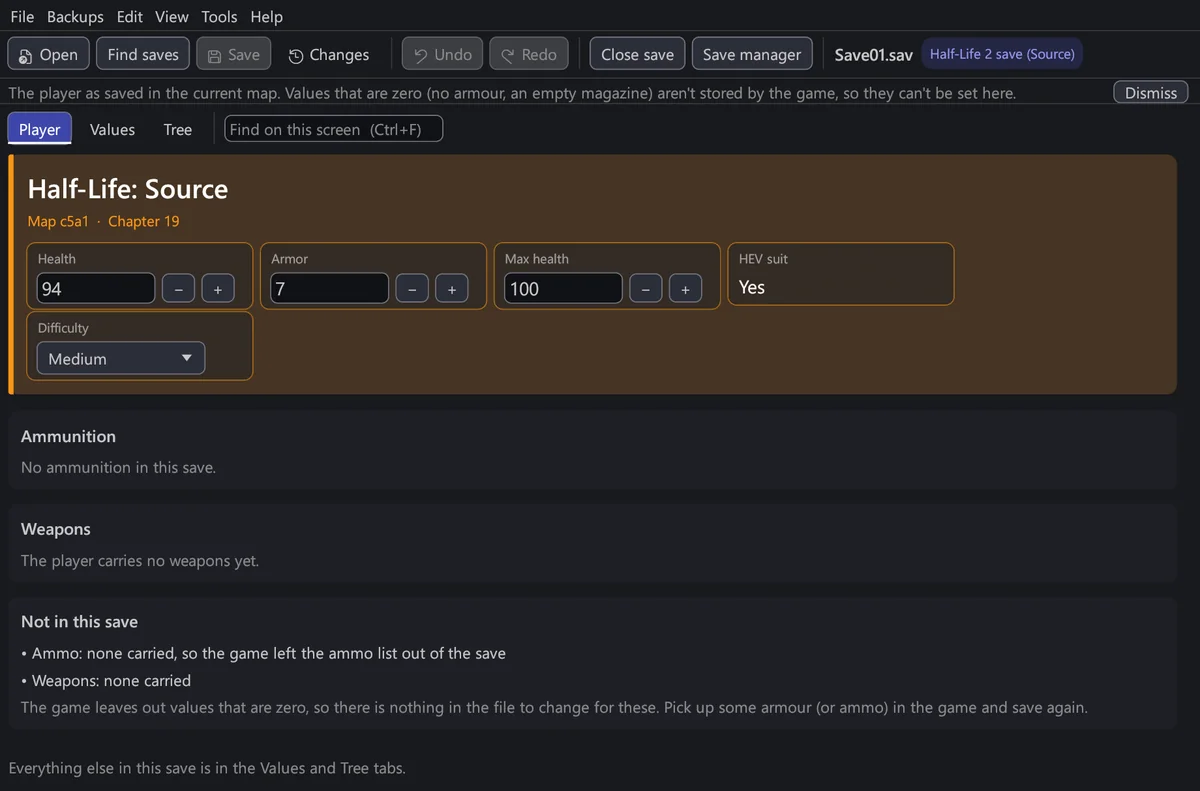 File Backups Edit View Tools Help
Open Find saves Save Changes Undo Redo Close save Save manager Save01.sav Half-Life 2 save (Source)
The player as saved in the current map. Values that are zero (no armour, an empty magazine) aren't stored by the game, so they can't be set here. Dismiss
Player Values Tree Find on this screen (Ctrl+F)
Half-Life: Source
Map c5a1 · Chapter 19
Health Armor Max health HEV suit
94 − + 7 − + 100 − + Yes
Difficulty
Medium
Ammunition
No ammunition in this save.
Weapons
The player carries no weapons yet.
Not in this save
• Ammo: none carried, so the game left the ammo list out of the save
• Weapons: none carried
The game leaves out values that are zero, so there is nothing in the file to change for these. Pick up some armour (or ammo) in the game and save again.
Everything else in this save is in the Values and Tree tabs.